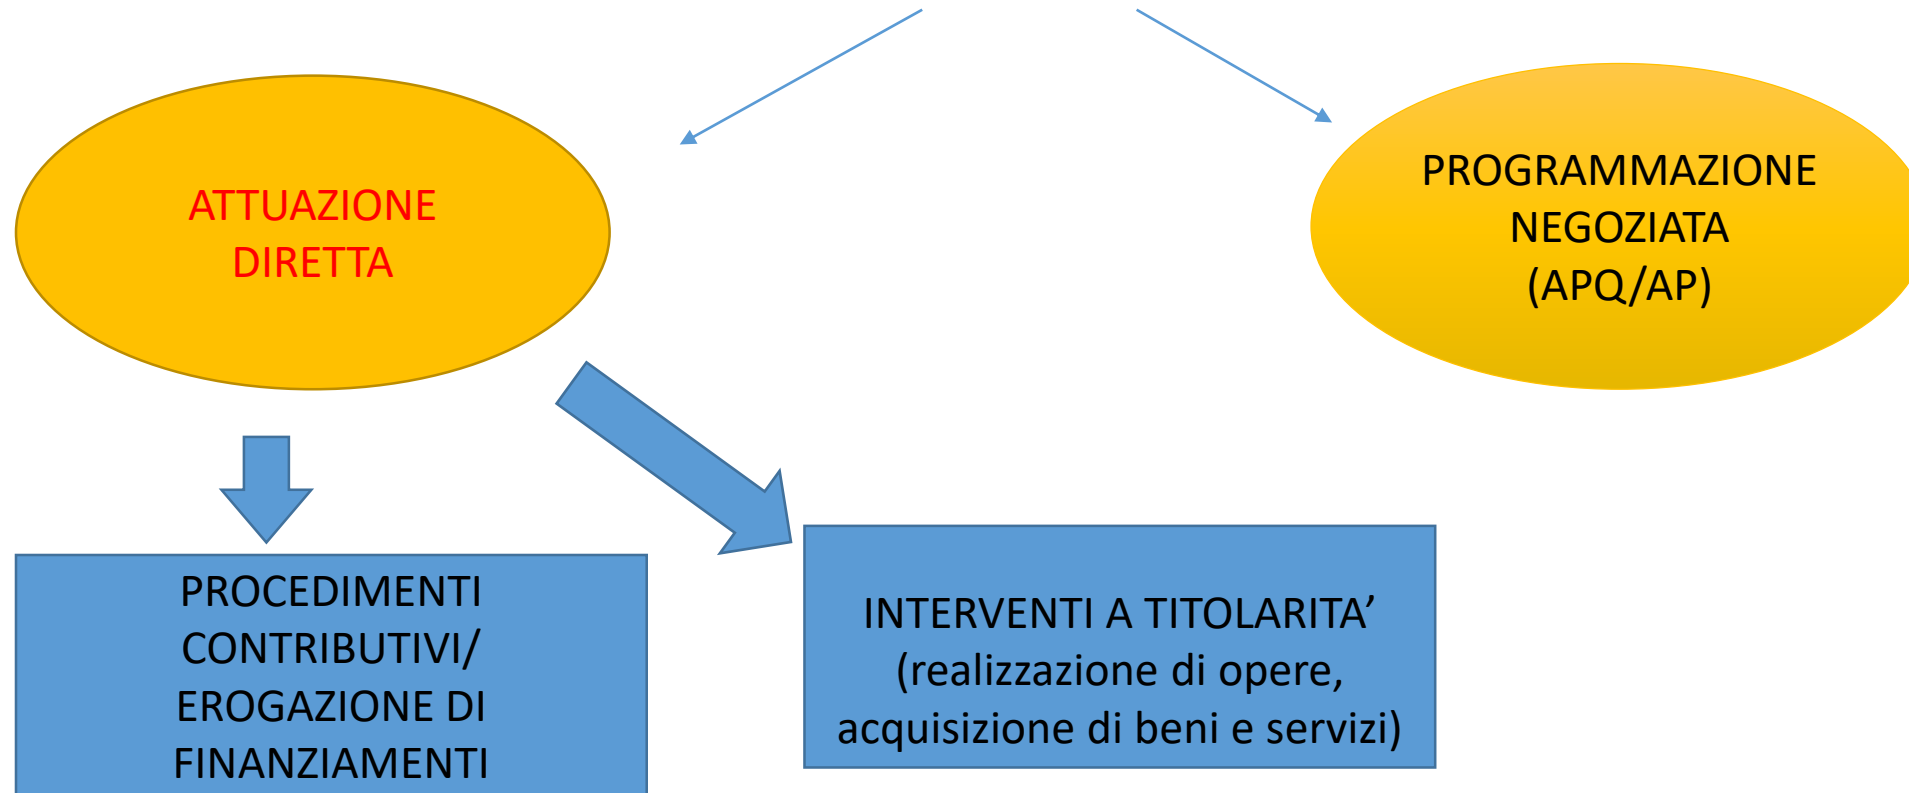 ATTUAZIONE
DIRETTA
PROGRAMMAZIONE
NEGOZIATA
(APQ/AP)
PROCEDIMENTI
CONTRIBUTIVI/
EROGAZIONE DI
FINANZIAMENTI
INTERVENTI A TITOLARITA’
(realizzazione di opere,
acquisizione di beni e servizi)